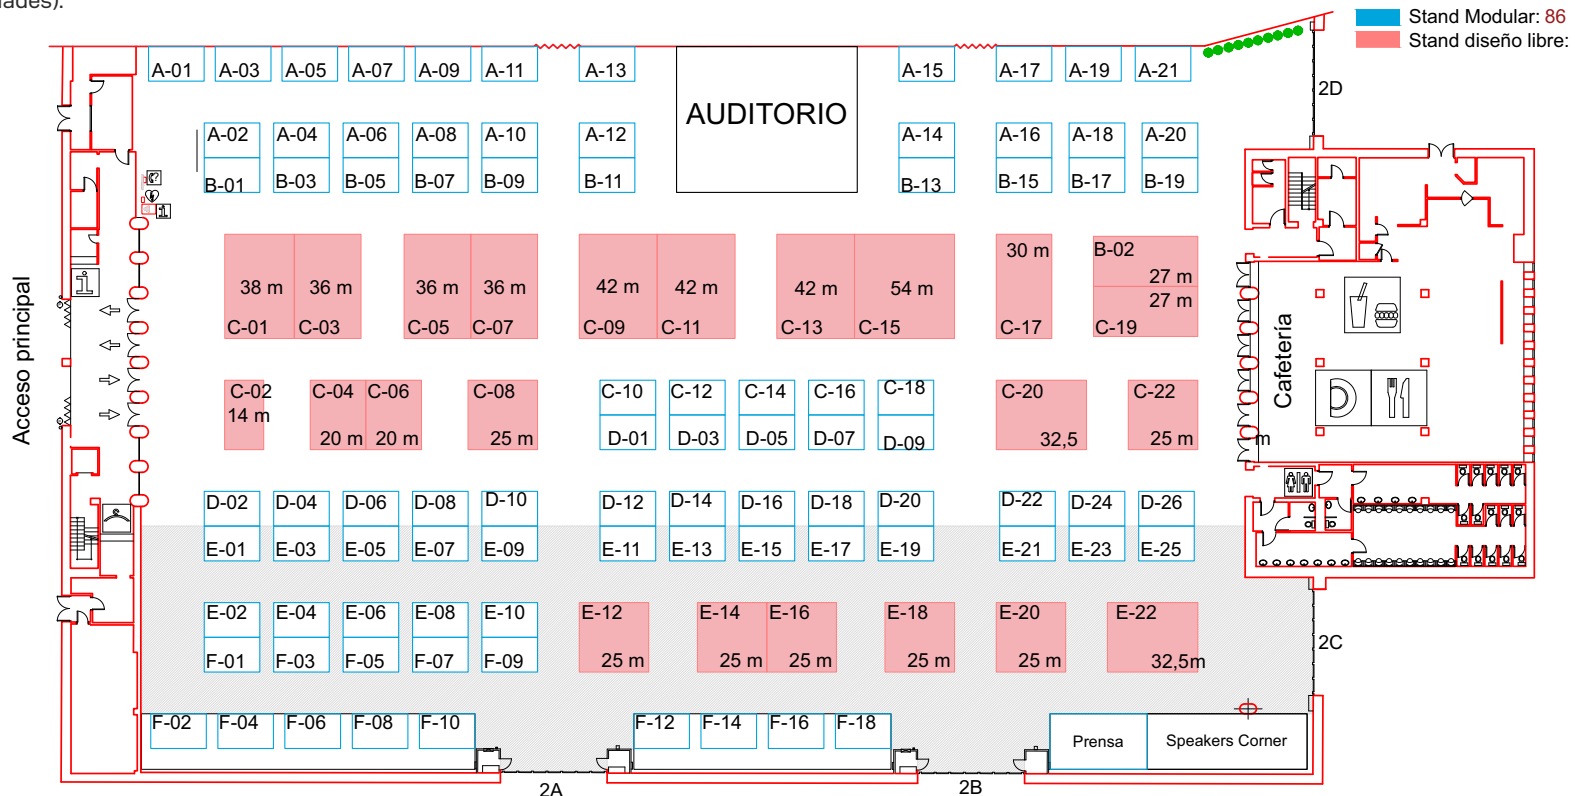 ades).
Stand Modular: 86
Stand diseño libre:
A-01 A-03 A-05 A-07 A-09 A-11 A-13 A-15 A-17 A-19 A-21
2D
AUDITORIO
A-02 A-04 A-06 A-08 A-10 A-12 A-14 A-16 A-18 A-20
B-01 B-03 B-05 B-07 B-09 B-11 B-13 B-15 B-17 B-19
30 m B-02
27 m
38 m 36 m 36 m 36 m 42 m 42 m 42 m 54 m 27 m
C-01 C-03 C-05 C-07 C-09 C-11 C-13 C-15 C-17 C-19
Acceso principal
Cafetería
C-02 C-04 C-06 C-08 C-10 C-12 C-14 C-16 C-18 C-20 C-22
14 m
20 m 20 m 25 m D-01 D-03 D-05 D-07 D-09 32,5 25 m m
D-02 D-04 D-06 D-08 D-10 D-12 D-14 D-16 D-18 D-20 D-22 D-24 D-26
E-01 E-03 E-05 E-07 E-09 E-11 E-13 E-15 E-17 E-19 E-21 E-23 E-25
E-02 E-04 E-06 E-08 E-10 E-12 E-14 E-16 E-18 E-20 E-22
2C
F-01 F-03 F-05 F-07 F-09 25 m 25 m 25 m 25 m 25 m 32,5m
F-02 F-04 F-06 F-08 F-10 F-12 F-14 F-16 F-18
Prensa Speakers Corner
2A 2B